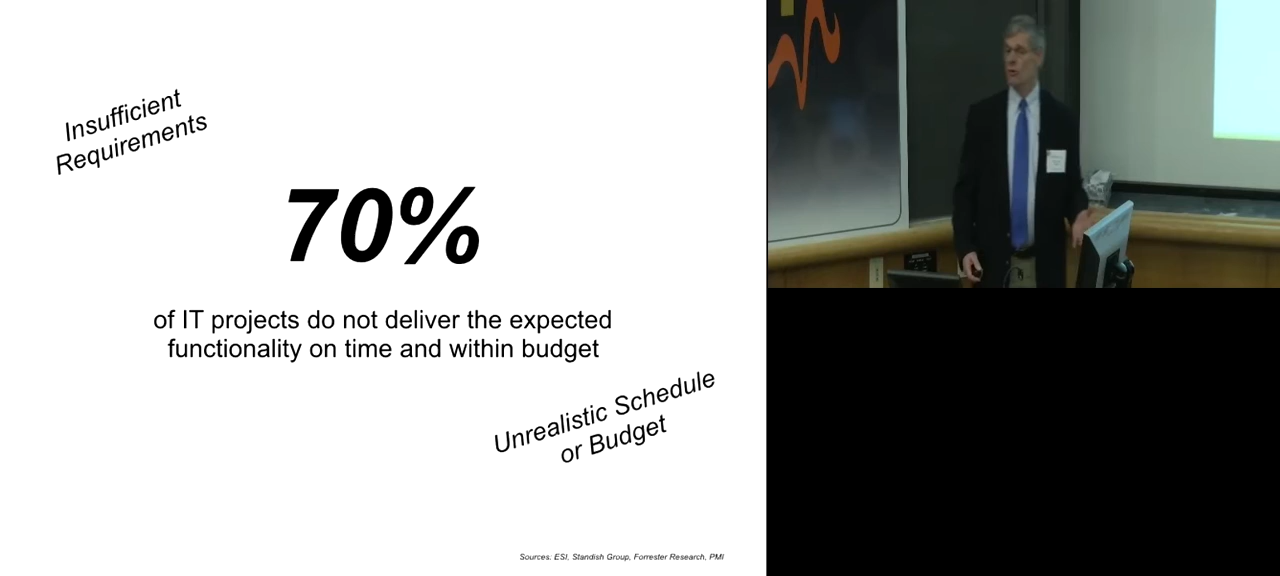 Insufficient
Requirements
70%
of IT projects do not deliver the expected
functionality on time and within budget
Unrealistic Schedule
or Budget
Sources: ESI, Standish Group, Forrester Research, PMI